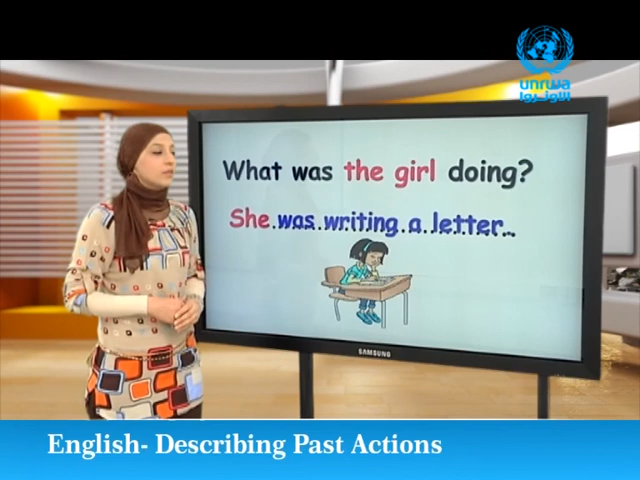 unrwa
الأونروا
What was the girl doing?
She was writing a letter.
SAMSUNG
English- Describing Past Actions